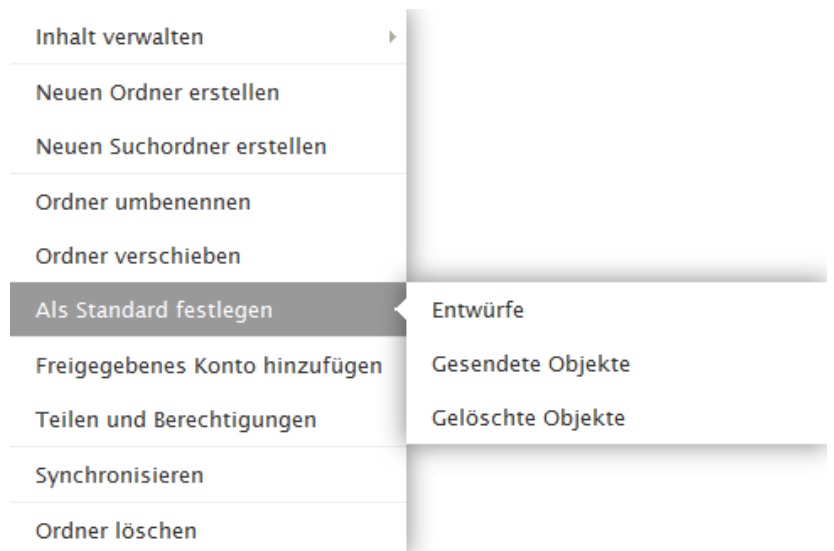 Inhalt verwalten
Neuen Ordner erstellen
Neuen Suchordner erstellen
Ordner umbenennen
Ordner verschieben
Als Standard festlegen
Entwürfe
Freigegebenes Konto hinzufügen
Gesendete Objekte
Teilen und Berechtigungen
Gelöschte Objekte
Synchronisieren
Ordner löschen